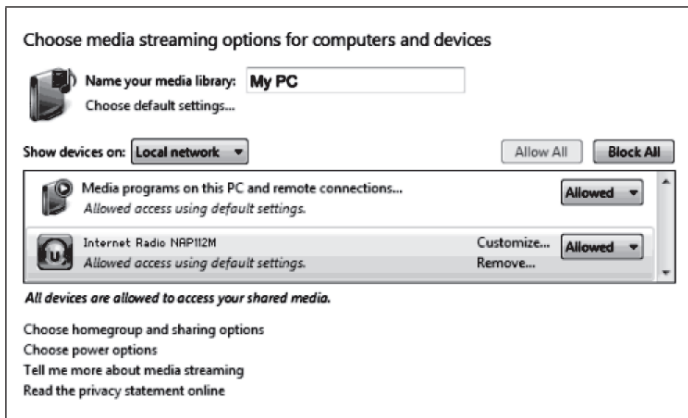 Choose media streaming options for computers and devices
Name your media library: My PC
Choose default settings...
Show devices on: Local network Allow All Block All
Media programs on this PC and remote connections... Allowed
Allowed access using default settings.
Internet Radio NAP112M Customize... Allowed
Allowed access using default settings. Remove...
All devices are allowed to access your shared media.
Choose homegroup and sharing options
Choose power options
Tell me more about media streaming
Read the privacy statement online